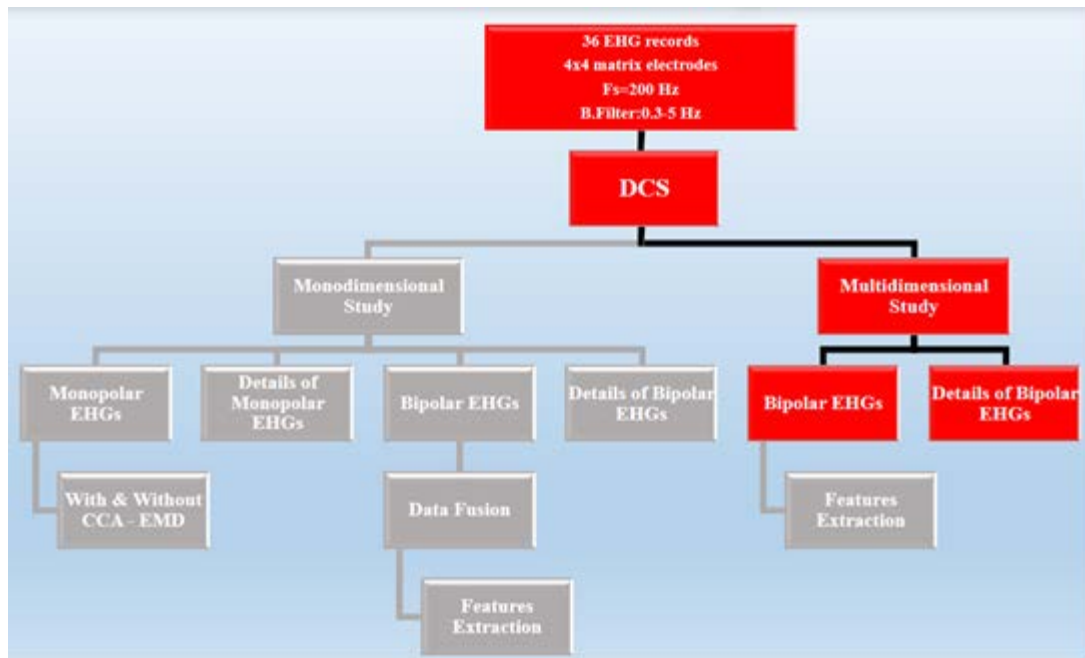 36 EHG records
4x4 matrix electrodes
Fs=200 Hz
B.Filter:0.3-5 Hz
DCS
Monodimensional
Study
Multidimensional
Study
Monopolar
EHGs
Details of
Monopolar
EHGs
Bipolar EHGs
Details of Bipolar
EHGs
Bipolar EHGs
Details of Bipolar
EHGs
With & Without
CCA - EMD
Data Fusion
Features
Extraction
Features
Extraction